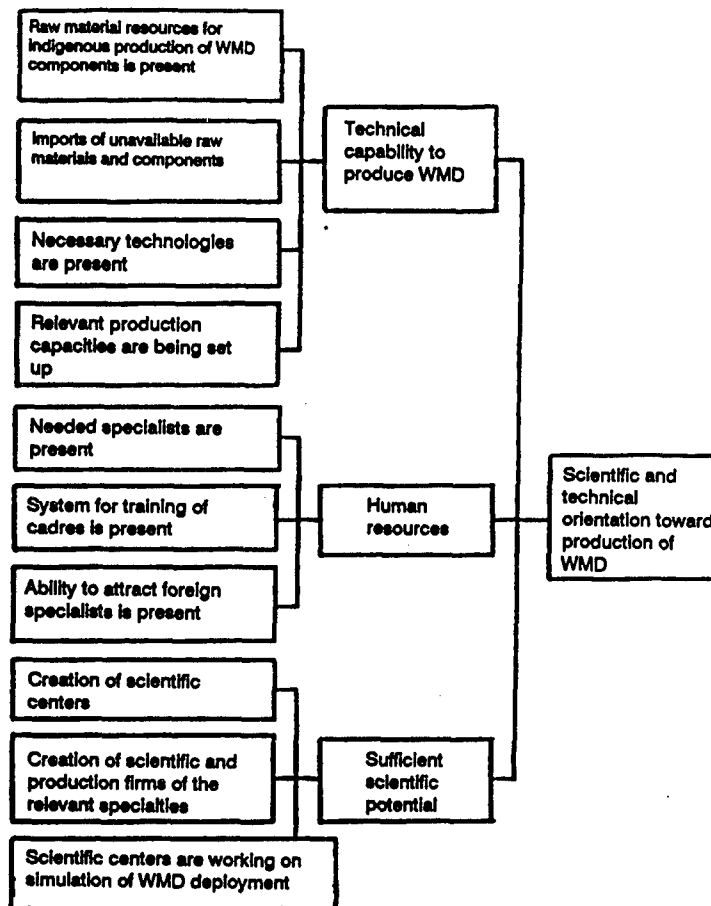 Raw material resources for
indigenous production of WMD
components is present
Imports of unavailable raw
materials and components
Necessary technologies
are present
Relevant production
capacities are being set
up
Technical
capability to
produce WMD
Needed specialists are
present
System for training of
cadres is present
Ability to attract foreign
specialists is present
Human
resources
Creation of scientific
centers
Creation of scientific and
production firms of the
relevant specialties
Scientific centers are working on
simulation of WMD deployment
Sufficient
scientific
potential
Scientific and
technical
orientation toward
production of
WMD